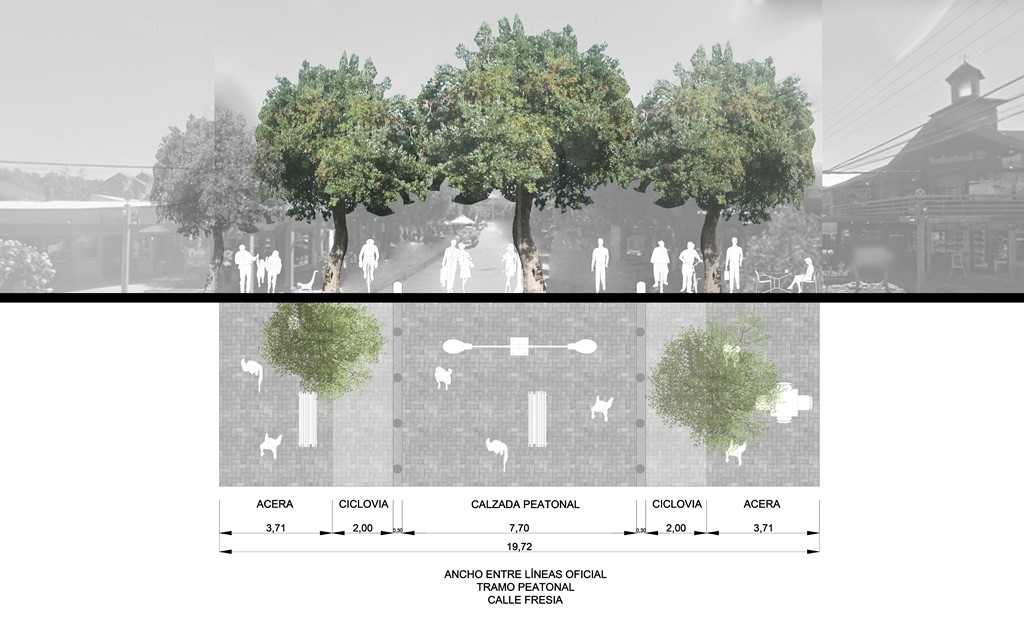 ACERA CICLOVIA CALZADA PEATONAL CICLOVIA ACERA
3,71 2,00 0,30 7,70 0,30 2,00 3,71
19,72
ANCHO ENTRE LÍNEAS OFICIAL
TRAMO PEATONAL
CALLE FRESIA